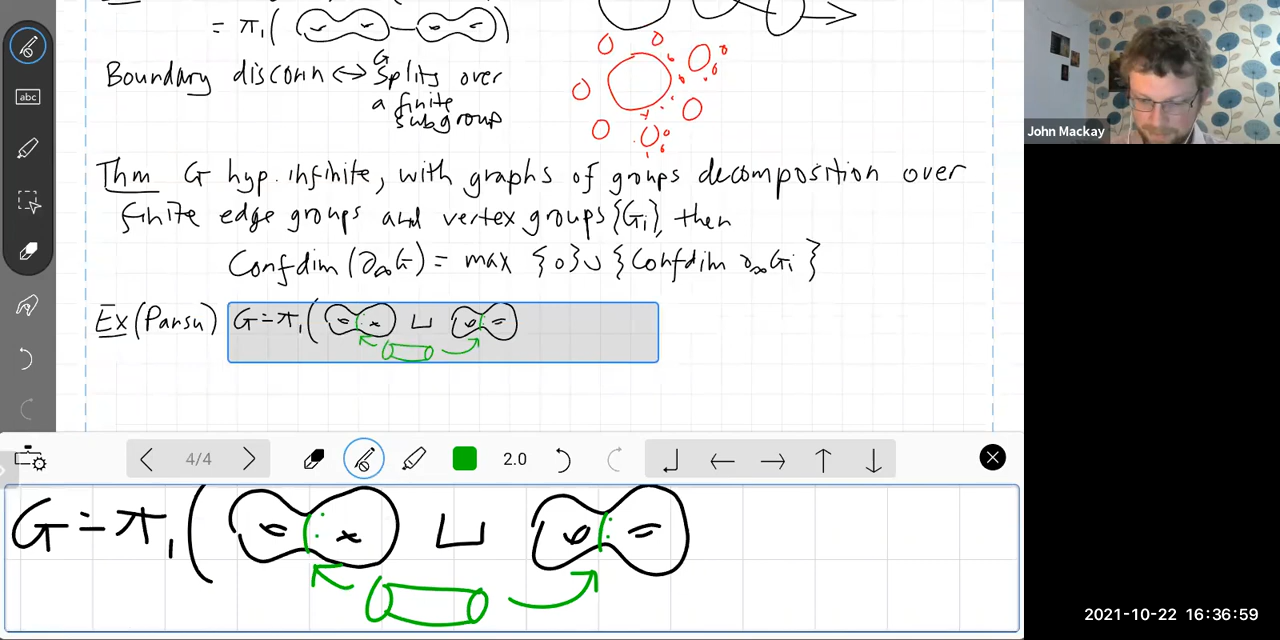 = π₁( — )
Boundary disconn ↔ G splits over
a finite
subgroup
Thm G hyp. infinite, with graphs of groups decomposition over
finite edge groups and vertex groups {Gi}, then
Confdim (∂∞G) = max {0} ∪ {Confdim ∂∞Gi}
Ex (Pansu) G = π₁( ⊔
abc
4/4
2.0
G = π₁( ⊔
John Mackay
2021-10-22 16:36:59